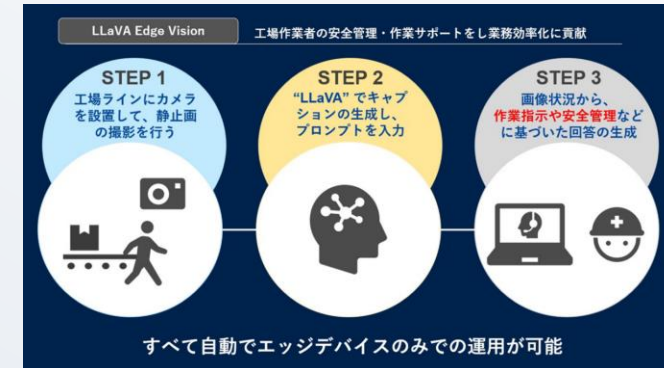 LLaVA Edge Vision
工場作業者の安全管理・作業サポートをし業務効率化に貢献
STEP 1
工場ラインにカメラ
を設置して、静止画
の撮影を行う
STEP 2
“LLaVA” でキャプ
ションの生成し、
プロンプトを入力
STEP 3
画像状況から、
作業指示や安全管理など
に基づいた回答の生成
すべて自動でエッジデバイスのみでの運用が可能